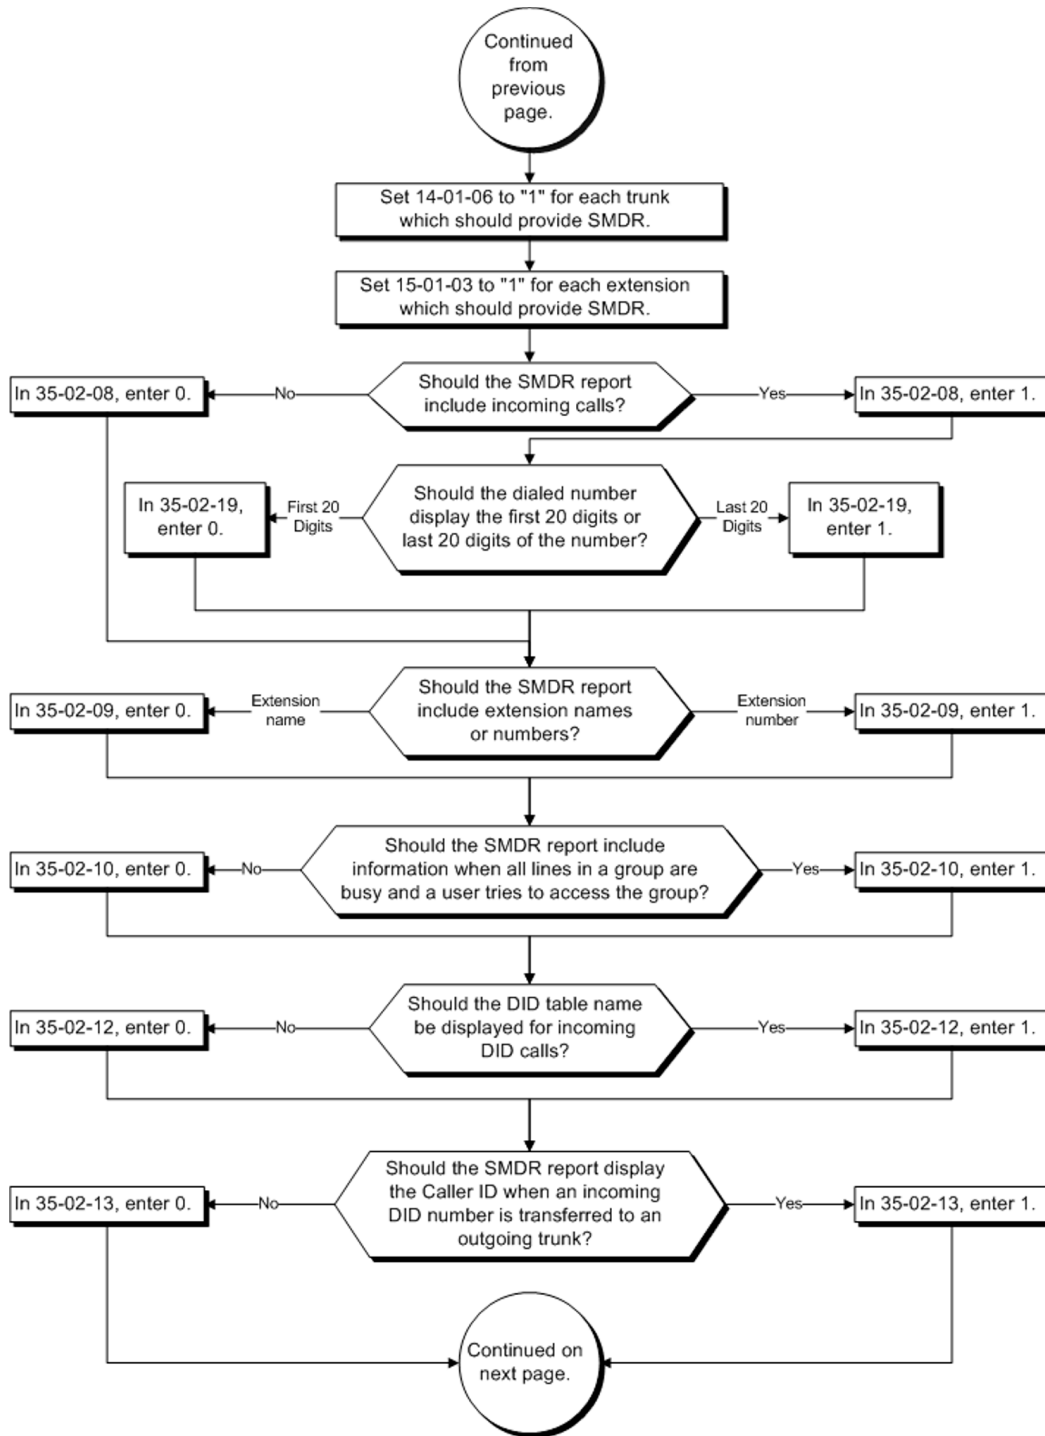 Continued
from
previous
page.
Set 14-01-06 to "1" for each trunk
which should provide SMDR.
Set 15-01-03 to "1" for each extension
which should provide SMDR.
In 35-02-08, enter 0.
No
Should the SMDR report
include incoming calls?
Yes
In 35-02-08, enter 1.
In 35-02-19,
enter 0.
First 20
Digits
Should the dialed number
display the first 20 digits or
last 20 digits of the number?
Last 20
Digits
In 35-02-19,
enter 1.
In 35-02-09, enter 0.
Extension
name
Should the SMDR report
include extension names
or numbers?
Extension
number
In 35-02-09, enter 1.
In 35-02-10, enter 0.
No
Should the SMDR report include
information when all lines in a group are
busy and a user tries to access the group?
Yes
In 35-02-10, enter 1.
In 35-02-12, enter 0.
No
Should the DID table name
be displayed for incoming
DID calls?
Yes
In 35-02-12, enter 1.
In 35-02-13, enter 0.
No
Should the SMDR report display
the Caller ID when an incoming
DID number is transferred to an
outgoing trunk?
Yes
In 35-02-13, enter 1.
Continued on
next page.